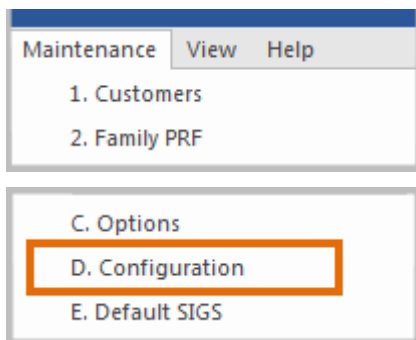 Maintenance View Help
1. Customers
2. Family PRF
C. Options
D. Configuration
E. Default SIGS